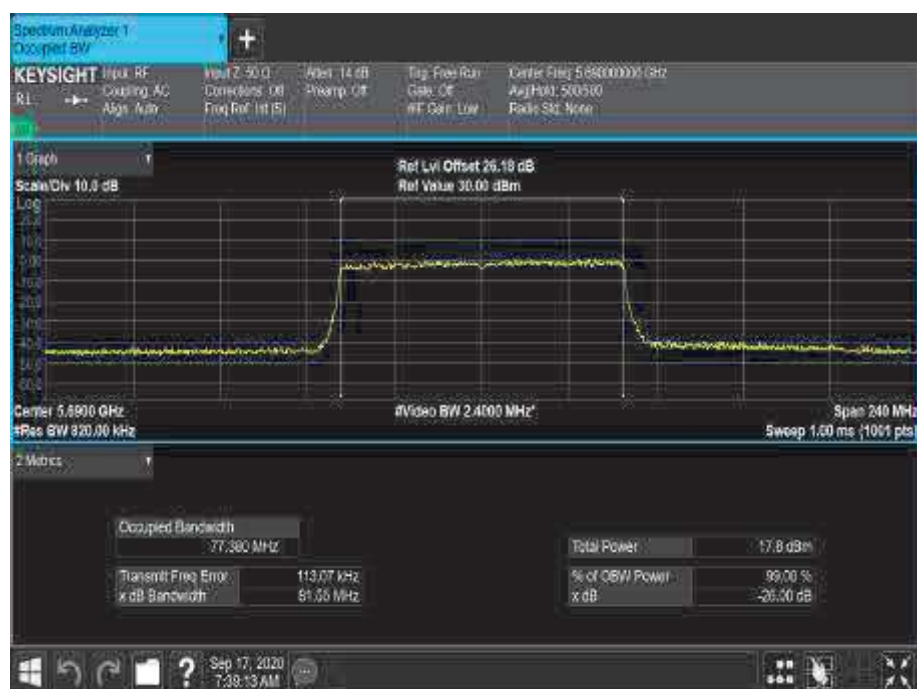 Spectrum Analyzer 1
Occupied BW
+
KEYSIGHT Input: RF
Coupling: AC
Align: Auto
Input Z: 50 Ω
Corrections: Off
Freq Ref: Int (S)
Atten: 14 dB
Preamp: Off
Trig: Free Run
Gate: Off
#IF Gain: Low
Center Freq: 5.690000000 GHz
Avg|Hold: 500/500
Radio Std: None
1 Graph
Scale/Div 10.0 dB
Ref Lvl Offset 26.18 dB
Ref Value 30.00 dBm
Log
Center 5.6900 GHz
#Res BW 820.00 kHz
#Video BW 2.4000 MHz*
Span 240 MHz
Sweep 1.00 ms (1001 pts)
2 Metrics
Occupied Bandwidth
77.380 MHz
Total Power 17.8 dBm
Transmit Freq Error 113.07 kHz
% of OBW Power 99.00 %
x dB Bandwidth
x dB -26.00 dB
?
Sep 17, 2020
7:39:13 AM